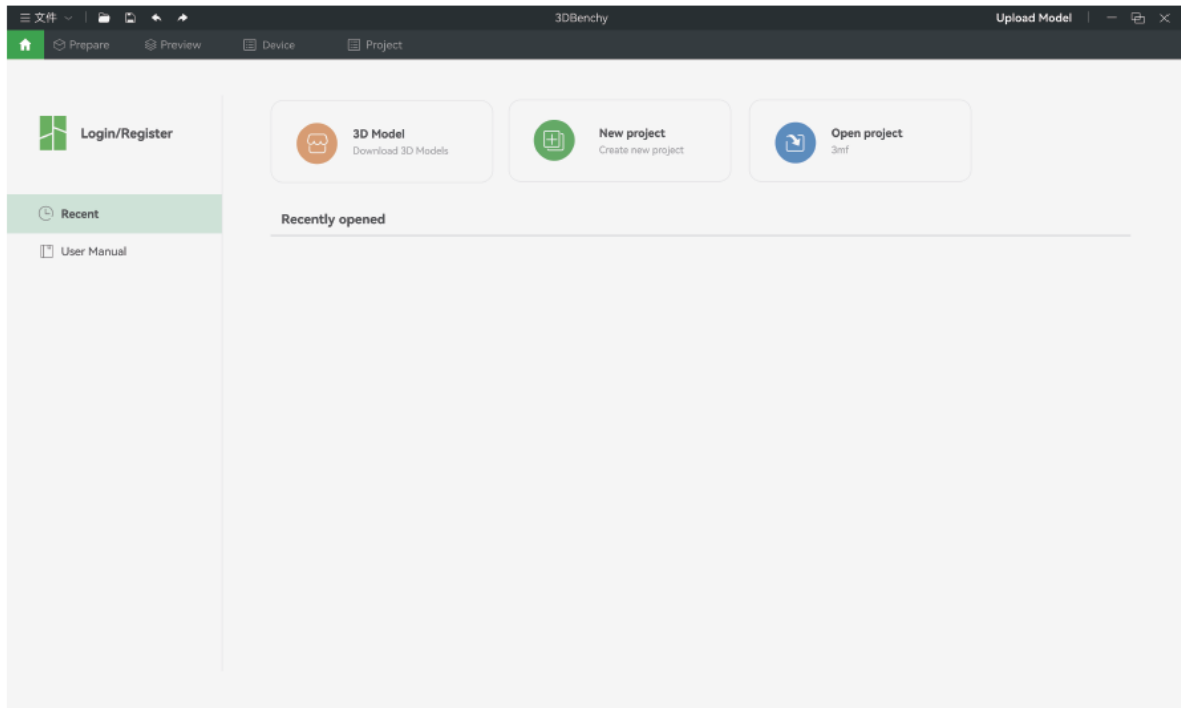 文件 3DBenchy Upload Model
Prepare Preview Device Project
Login/Register
3D Model
Download 3D Models
New project
Create new project
Open project
3mf
Recent
User Manual
Recently opened